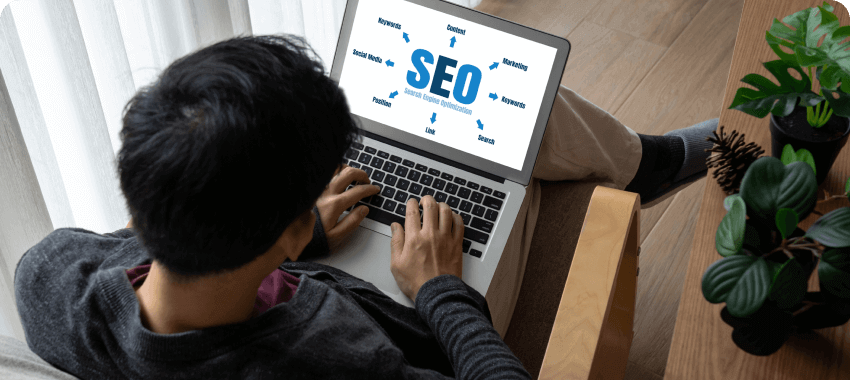 Keywords
Content
Social Media
Marketing
SEO
Search Engine Optimization
Keywords
Position
Link
Search